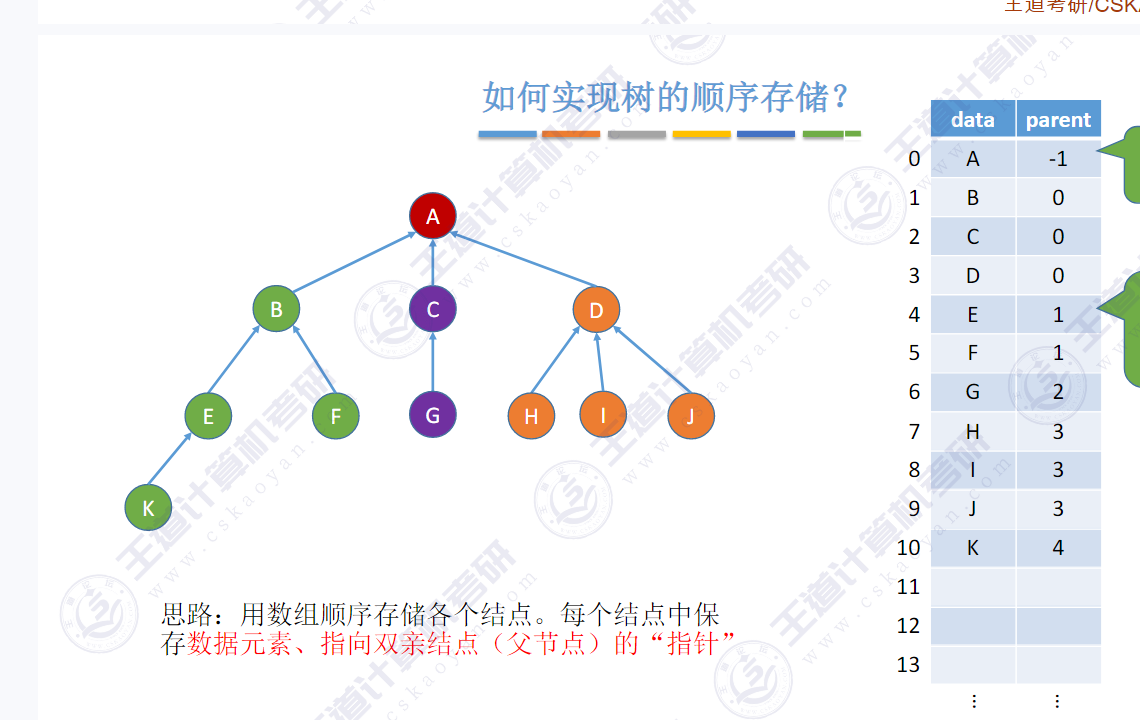 王道考研/CSKA
如何实现树的顺序存储？
data parent
0 A -1
1 B 0
2 C 0
3 D 0
4 E 1
5 F 1
6 G 2
7 H 3
8 I 3
9 J 3
10 K 4
11
12
13
⋮ ⋮
A
B C D
E F G H I J
K
思路：用数组顺序存储各个结点。每个结点中保
存数据元素、指向双亲结点（父节点）的“指针”
王道计算机考研
www.cskaoyan.com